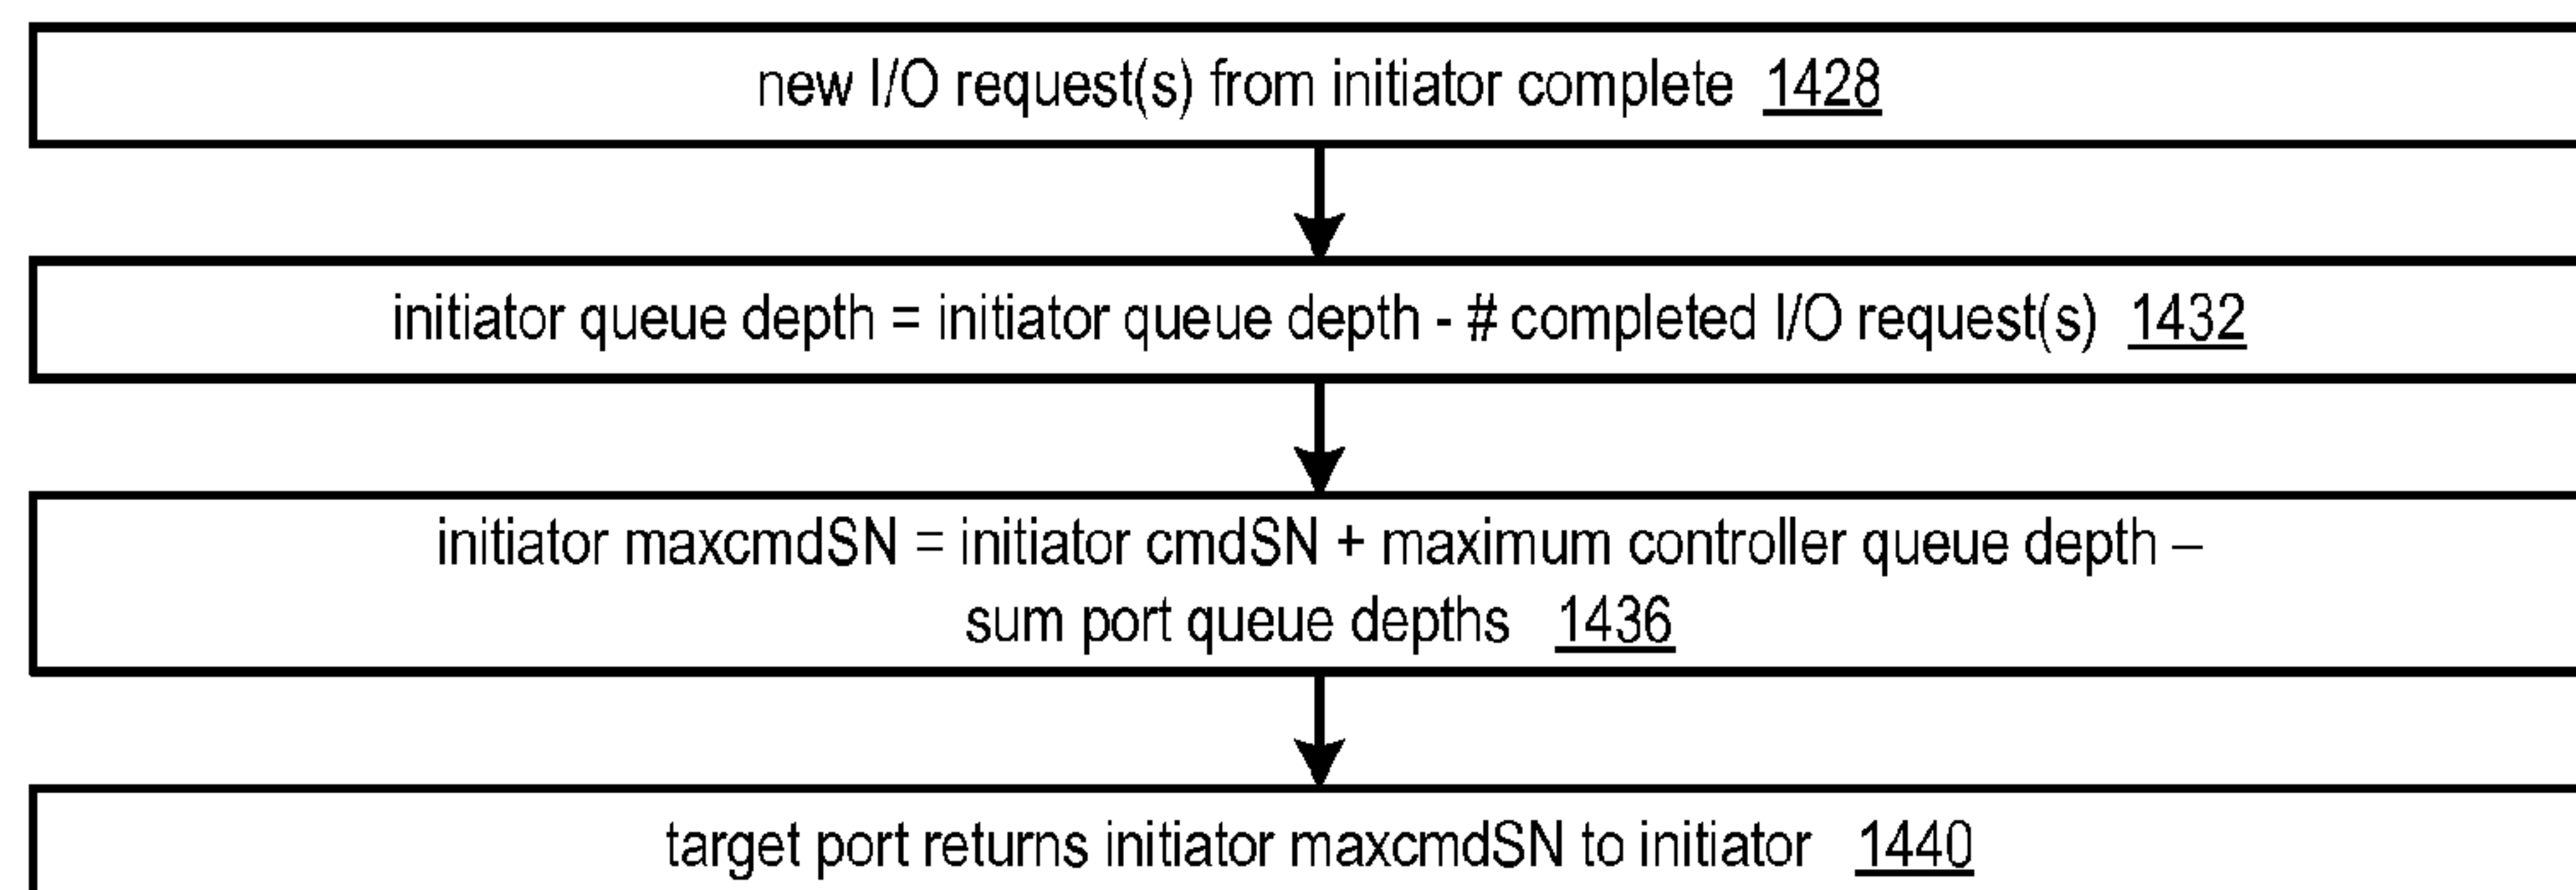 new I/O request(s) from initiator complete 1428
initiator queue depth = initiator queue depth - # completed I/O request(s) 1432
initiator maxcmdSN = initiator cmdSN + maximum controller queue depth –
sum port queue depths 1436
target port returns initiator maxcmdSN to initiator 1440